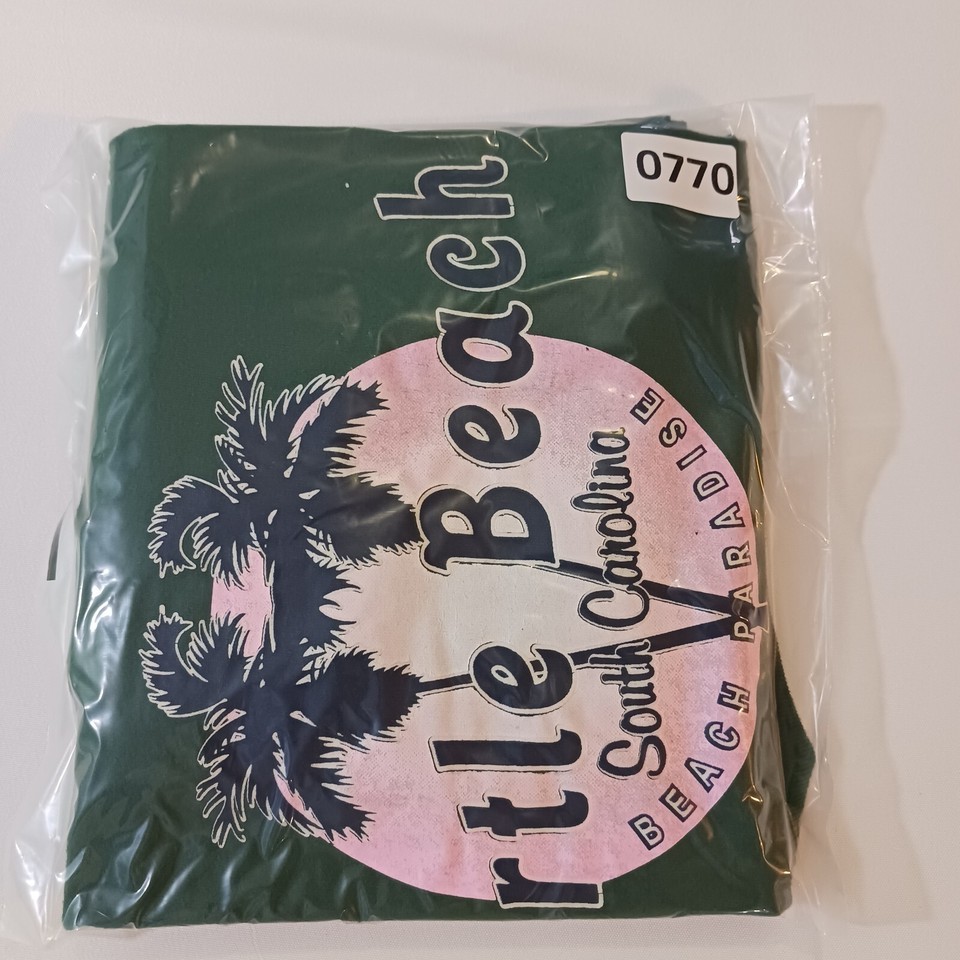 0770
rtle Beach
South Carolina
BEACH PARADISE